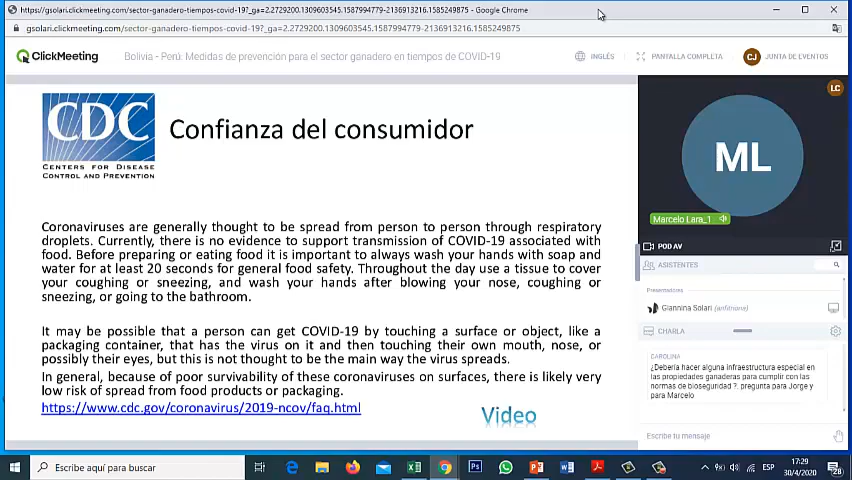 https://gsolari.clickmeeting.com/sector-ganadero-tiempos-covid-19?_ga=2.2729200.1309603545.1587994779-2136913216.1585249875 - Google Chrome
gsolari.clickmeeting.com/sector-ganadero-tiempos-covid-19?_ga=2.2729200.1309603545.1587994779-2136913216.1585249875
ClickMeeting
Bolivia - Perú: Medidas de prevención para el sector ganadero en tiempos de COVID-19
INGLÉS
PANTALLA COMPLETA
CJ
JUNTA DE EVENTOS
CDC
CENTERS FOR DISEASE
CONTROL AND PREVENTION
Confianza del consumidor
Coronaviruses are generally thought to be spread from person to person through respiratory
droplets. Currently, there is no evidence to support transmission of COVID-19 associated with
food. Before preparing or eating food it is important to always wash your hands with soap and
water for at least 20 seconds for general food safety. Throughout the day use a tissue to cover
your coughing or sneezing, and wash your hands after blowing your nose, coughing or
sneezing, or going to the bathroom.
It may be possible that a person can get COVID-19 by touching a surface or object, like a
packaging container, that has the virus on it and then touching their own mouth, nose, or
possibly their eyes, but this is not thought to be the main way the virus spreads.
In general, because of poor survivability of these coronaviruses on surfaces, there is likely very
low risk of spread from food products or packaging.
https://www.cdc.gov/coronavirus/2019-ncov/faq.html
Video
LC
ML
Marcelo Lara_1
POD AV
ASISTENTES
Presentadores
Giannina Solari (anfitriona)
CHARLA
CAROLINA
¿Debería hacer alguna infraestructura especial en
las propiedades ganaderas para cumplir con las
normas de bioseguridad ?. pregunta para Jorge y
para Marcelo
Escribe tu mensaje
Escribe aquí para buscar
ESP
17:29
30/4/2020
28